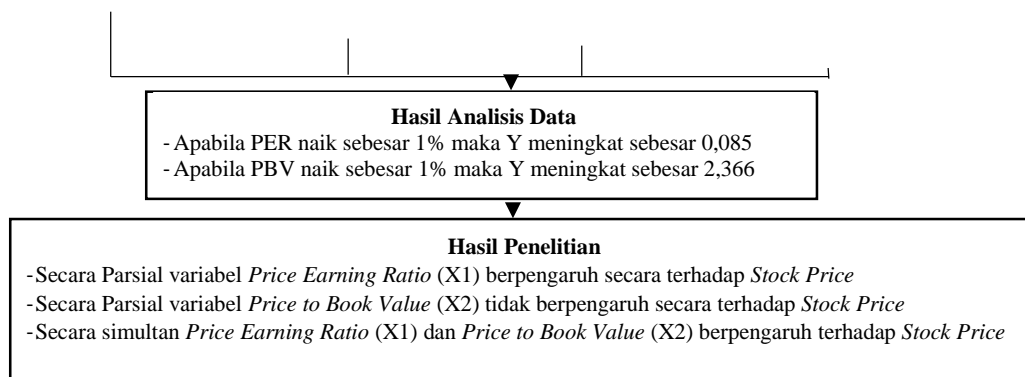 Hasil Analisis Data
- Apabila PER naik sebesar 1% maka Y meningkat sebesar 0,085
- Apabila PBV naik sebesar 1% maka Y meningkat sebesar 2,366
Hasil Penelitian
-Secara Parsial variabel Price Earning Ratio (X1) berpengaruh secara terhadap Stock Price
-Secara Parsial variabel Price to Book Value (X2) tidak berpengaruh secara terhadap Stock Price
-Secara simultan Price Earning Ratio (X1) dan Price to Book Value (X2) berpengaruh terhadap Stock Price